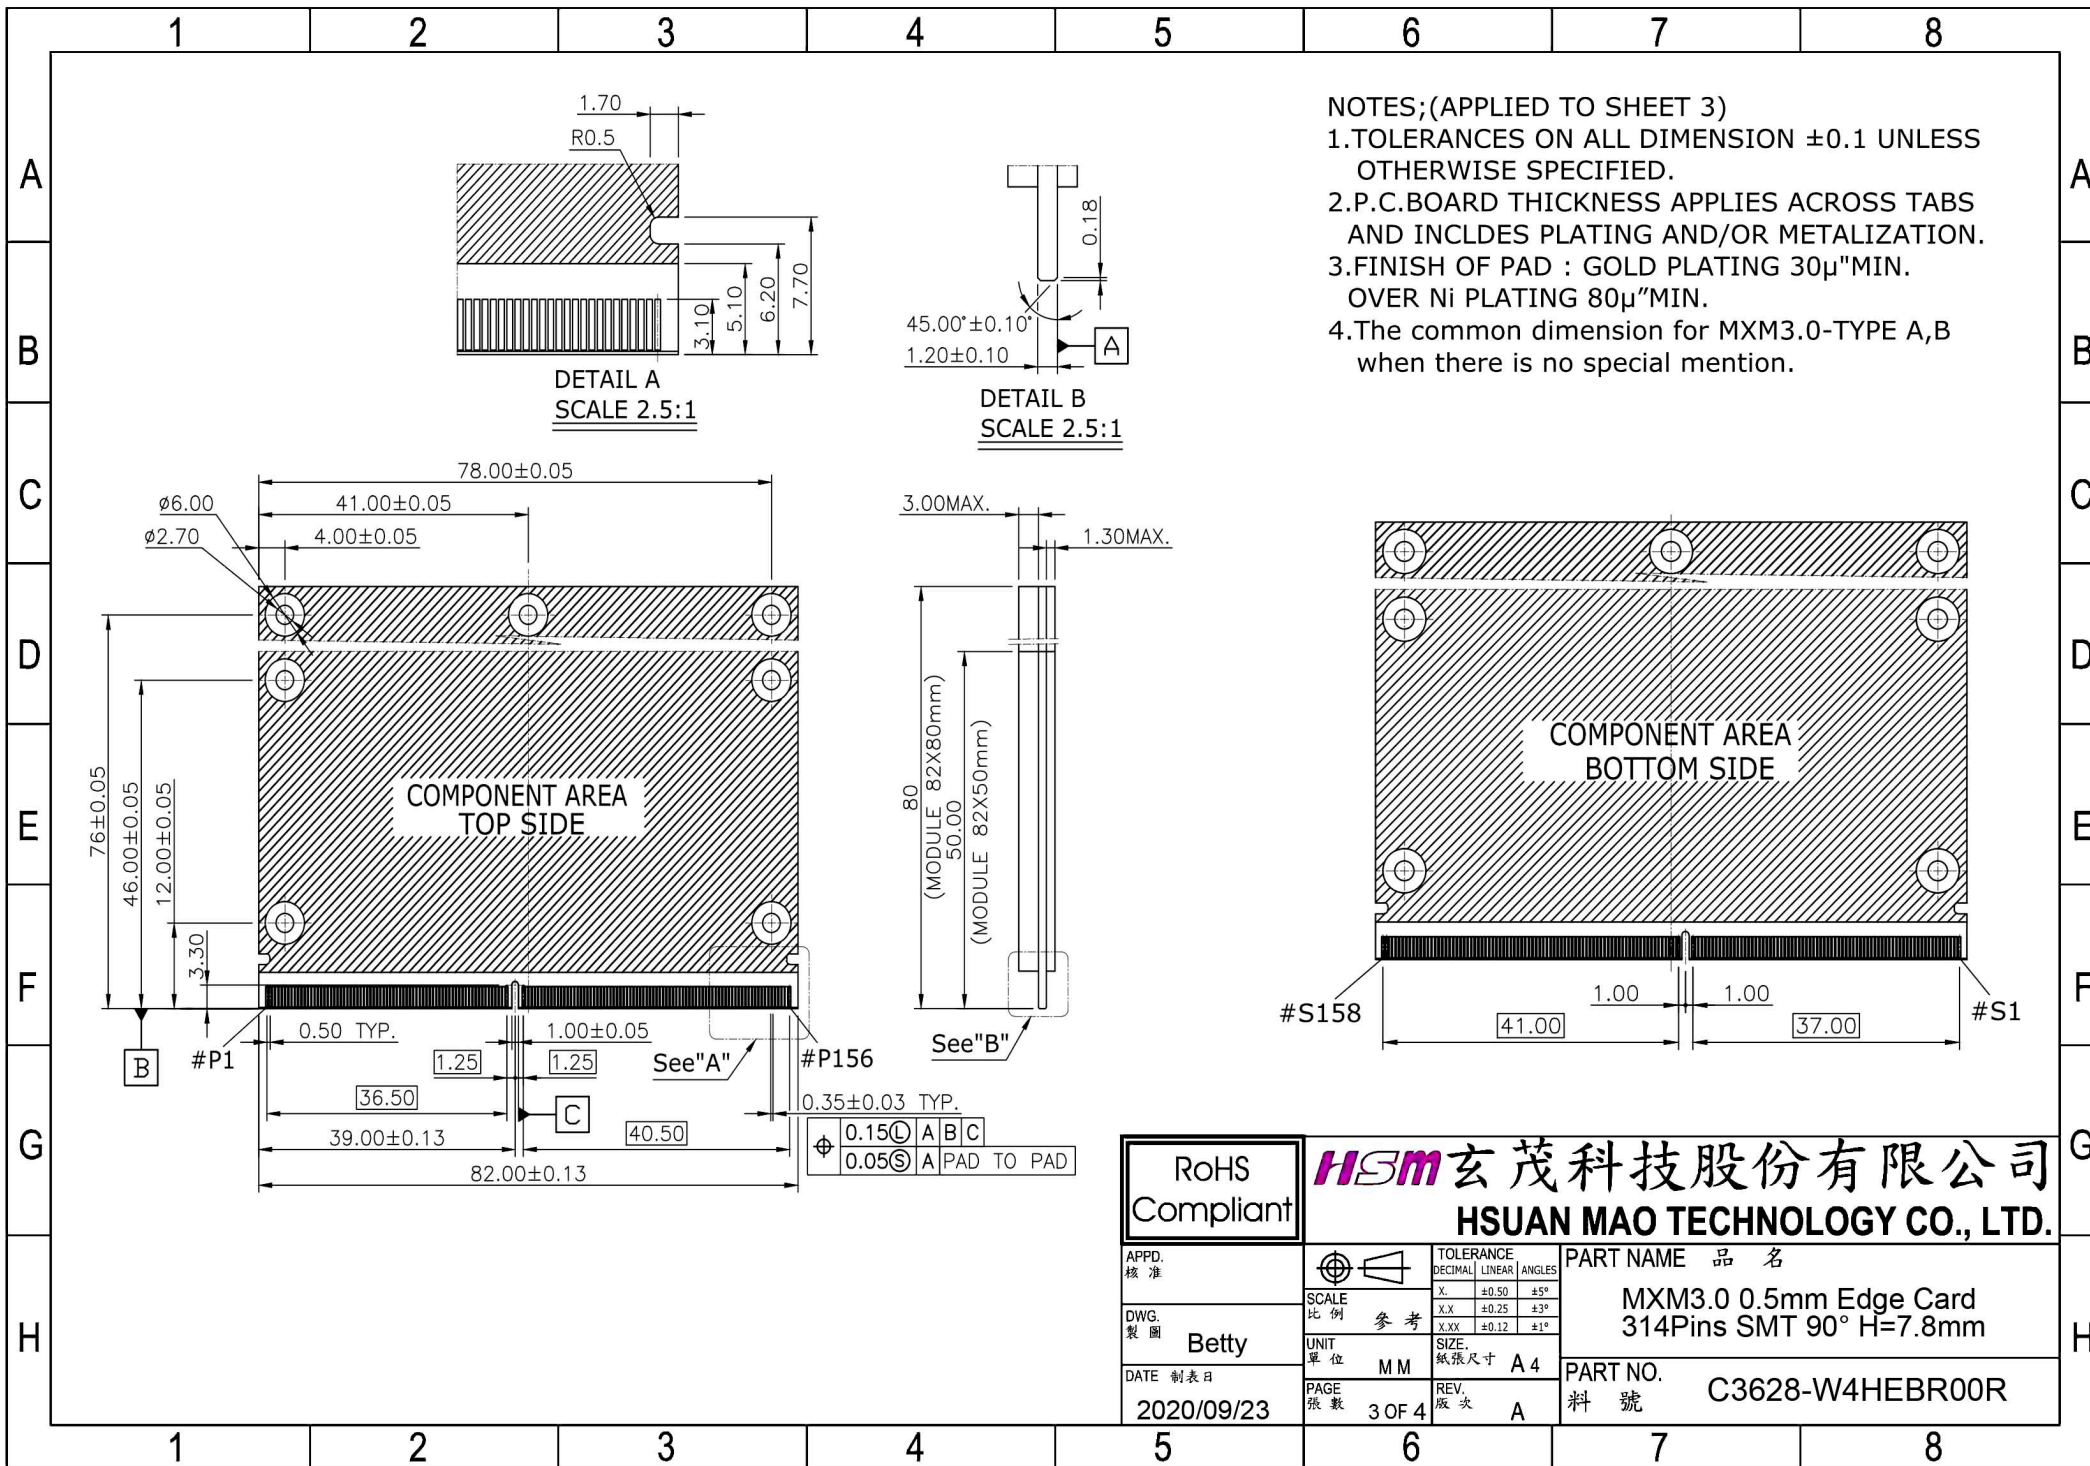 1 2 3 4 5 6 7 8
A
B
C
D
E
F
G
H
A
B
C
D
E
F
G
H
1.70
R0.5
3.10
5.10
6.20
7.70
DETAIL A
SCALE 2.5:1
0.18
45.00°±0.10°
1.20±0.10
A
DETAIL B
SCALE 2.5:1
NOTES;(APPLIED TO SHEET 3)
1.TOLERANCES ON ALL DIMENSION ±0.1 UNLESS
OTHERWISE SPECIFIED.
2.P.C.BOARD THICKNESS APPLIES ACROSS TABS
AND INCLDES PLATING AND/OR METALIZATION.
3.FINISH OF PAD : GOLD PLATING 30µ"MIN.
OVER Ni PLATING 80µ”MIN.
4.The common dimension for MXM3.0-TYPE A,B
when there is no special mention.
78.00±0.05
41.00±0.05
4.00±0.05
ø6.00
ø2.70
76±0.05
46.00±0.05
12.00±0.05
3.30
COMPONENT AREA
TOP SIDE
B
#P1
0.50 TYP.
1.00±0.05
1.25
1.25
See"A"
#P156
36.50
C
0.35±0.03 TYP.
39.00±0.13
40.50
82.00±0.13
0.15Ⓛ A B C
0.05Ⓢ A PAD TO PAD
3.00MAX.
1.30MAX.
80
(MODULE 82X80mm)
50.00
(MODULE 82X50mm)
See"B"
COMPONENT AREA
BOTTOM SIDE
#S158
1.00
1.00
#S1
41.00
37.00
RoHS
Compliant
HSM 玄茂科技股份有限公司
HSUAN MAO TECHNOLOGY CO., LTD.
APPD.
核 准
DWG.
製 圖 Betty
DATE 制表日
2020/09/23
SCALE
比 例 參 考
UNIT
單 位 MM
PAGE
張 數 3 OF 4
TOLERANCE
DECIMAL LINEAR ANGLES
X. ±0.50 ±5°
X.X ±0.25 ±3°
X.XX ±0.12 ±1°
SIZE.
紙張尺寸 A4
REV.
版 次 A
PART NAME 品 名
MXM3.0 0.5mm Edge Card
314Pins SMT 90° H=7.8mm
PART NO.
料 號 C3628-W4HEBR00R
1 2 3 4 5 6 7 8